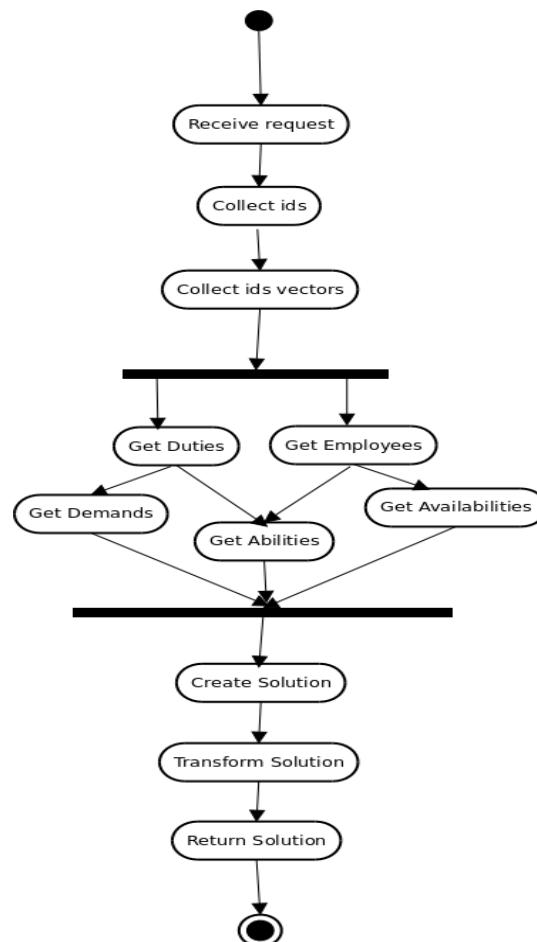 Receive request
Collect ids
Collect ids vectors
Get Duties
Get Employees
Get Demands
Get Abilities
Get Availabilities
Create Solution
Transform Solution
Return Solution